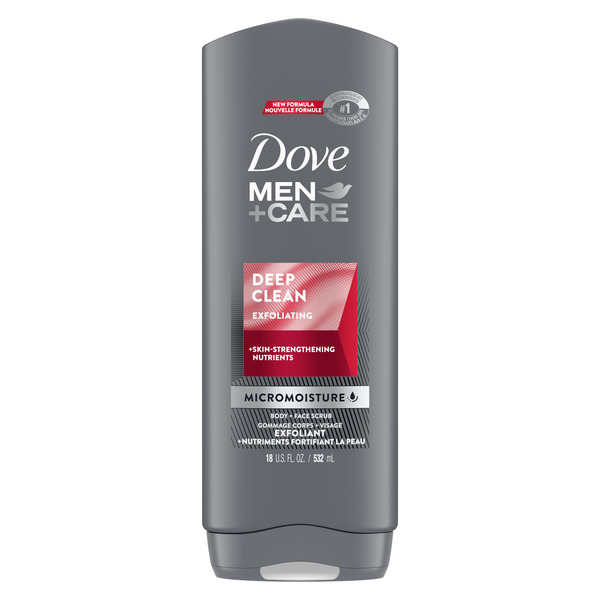 NEW FORMULA
NOUVELLE FORMULE
#1
Dove
MEN
+CARE
DEEP
CLEAN
EXFOLIATING
+SKIN-STRENGTHENING
NUTRIENTS
MICROMOISTURE
BODY + FACE SCRUB
GOMMAGE CORPS + VISAGE
EXFOLIANT
+NUTRIMENTS FORTIFIANT LA PEAU
18 U.S. FL. OZ. / 532 mL